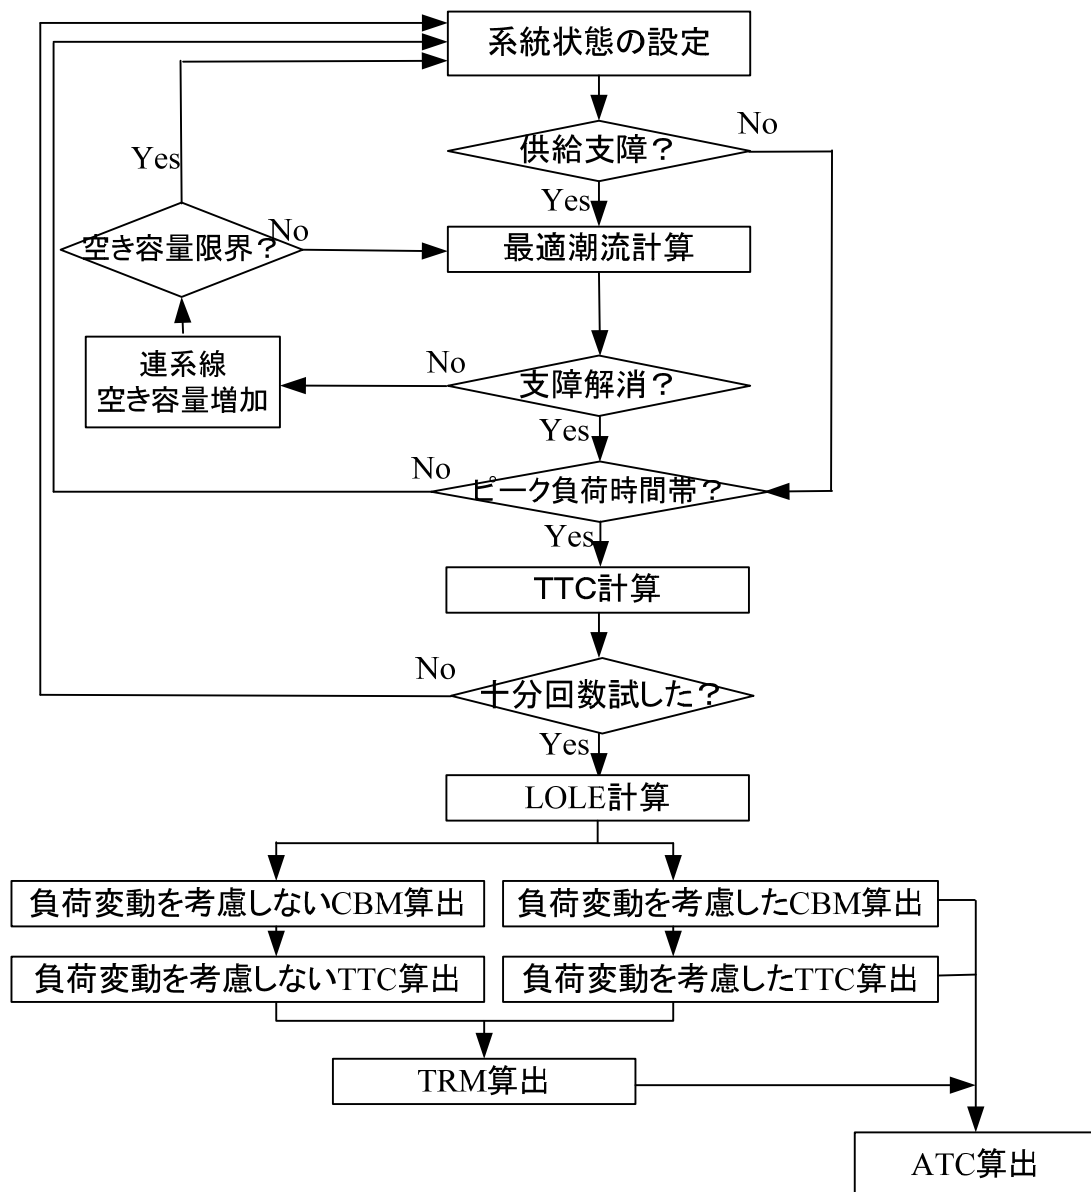 系統状態の設定
No
供給支障?
Yes
Yes
空き容量限界?
No
最適潮流計算
連系線
空き容量増加
No
支障解消?
Yes
No
ピーク負荷時間帯?
Yes
TTC計算
No
十分回数試した?
Yes
LOLE計算
負荷変動を考慮しないCBM算出
負荷変動を考慮したCBM算出
負荷変動を考慮しないTTC算出
負荷変動を考慮したTTC算出
TRM算出
ATC算出